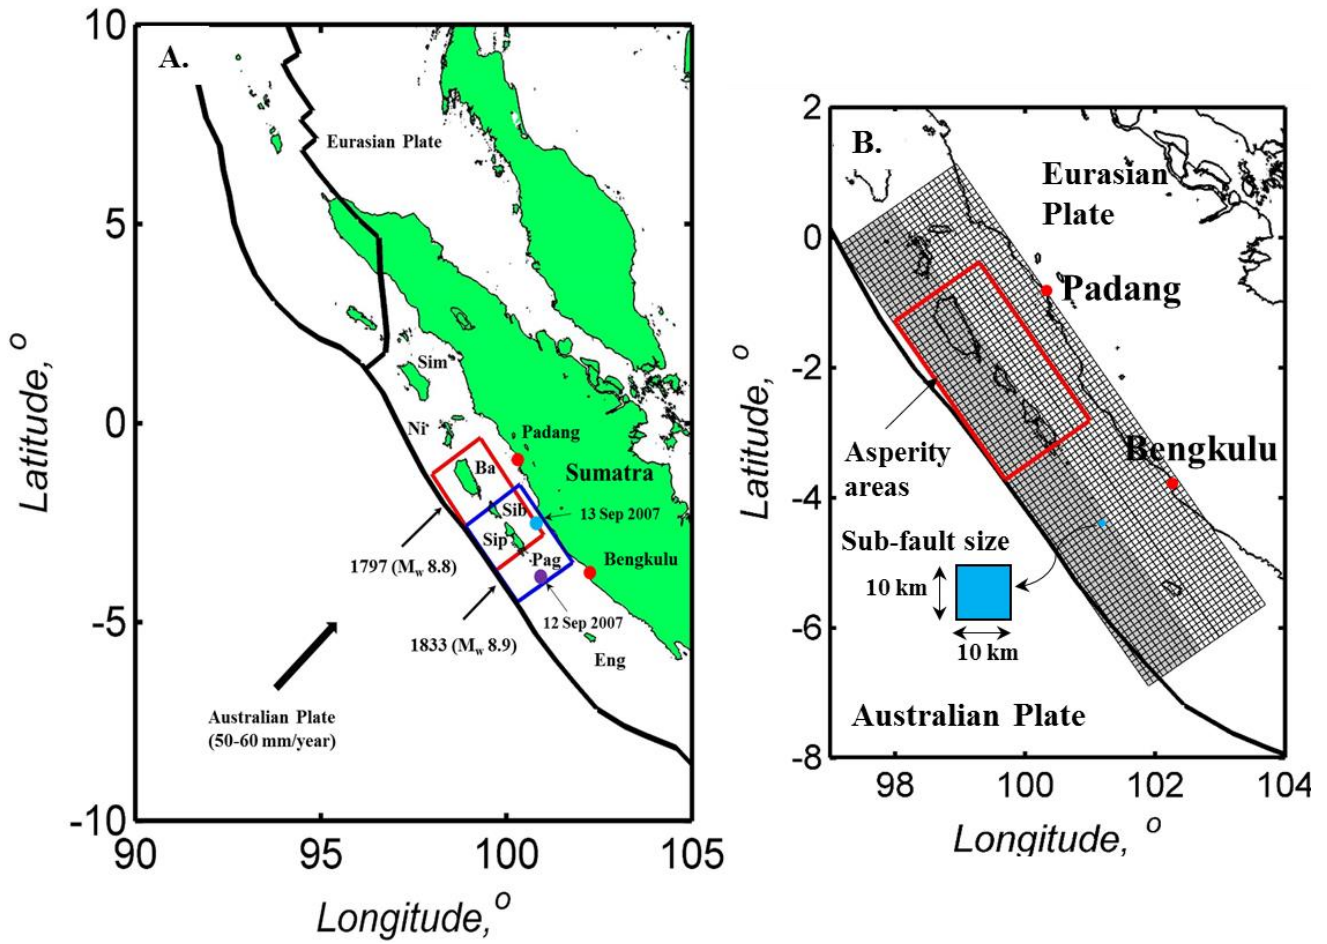 A.
10
5
0
-5
-10
90
95
100
105
Latitude, o
Longitude, o
Eurasian Plate
Sim
Ni
Padang
Ba
Sumatra
Sib
13 Sep 2007
Sip
Pag
Bengkulu
1797 (Mw 8.8)
12 Sep 2007
1833 (Mw 8.9)
Eng
Australian Plate
(50-60 mm/year)
B.
2
0
-2
-4
-6
-8
98
100
102
104
Latitude, o
Longitude, o
Eurasian
Plate
Padang
Bengkulu
Asperity
areas
Sub-fault size
10 km
10 km
Australian Plate